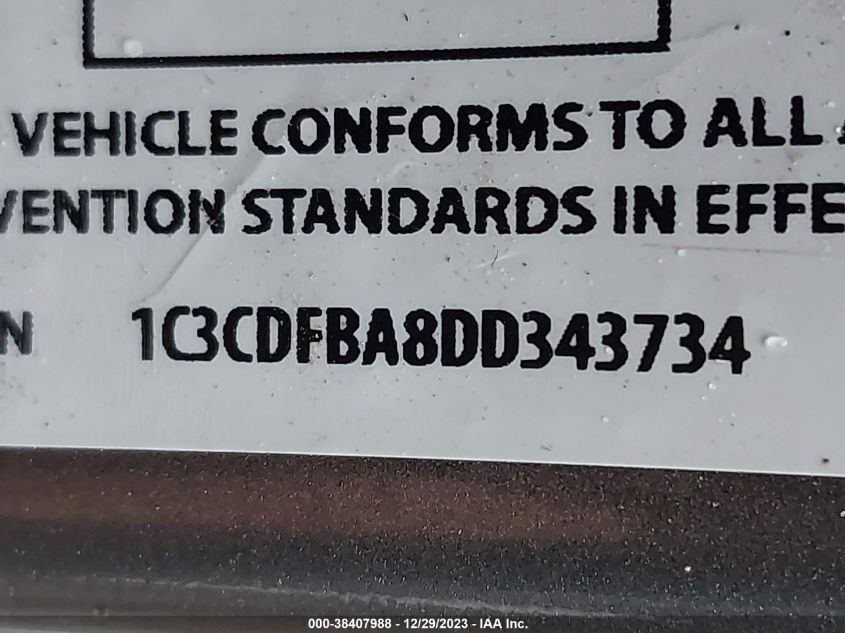 VEHICLE CONFORMS TO ALL
VENTION STANDARDS IN EFFE
N 1C3CDFBA8DD343734
000-38407988 - 12/29/2023 - IAA Inc.